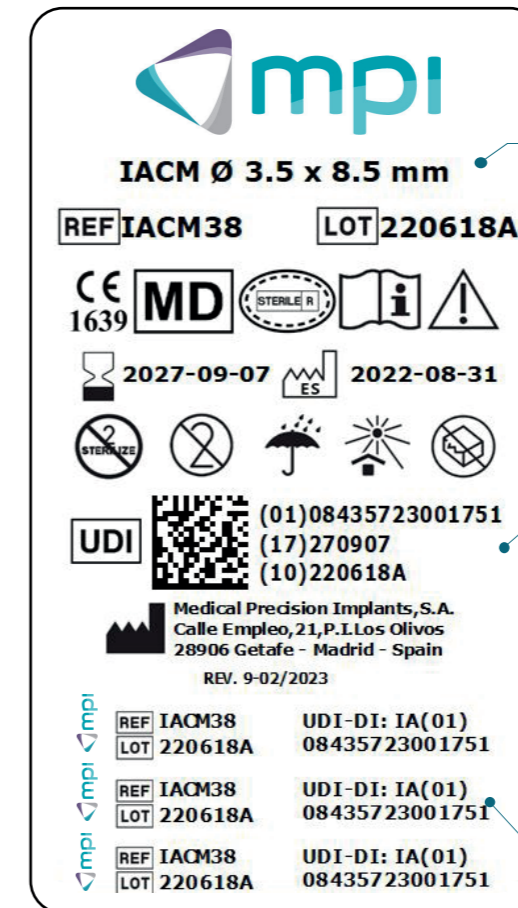 mpi
IACM Ø 3.5 x 8.5 mm
REF IACM38 LOT 220618A
CE 1639 MD STERILE R i
2027-09-07 ES 2022-08-31
2 STERILIZE 2
UDI
(01)08435723001751
(17)270907
(10)220618A
Medical Precision Implants,S.A.
Calle Empleo,21,P.I.Los Olivos
28906 Getafe - Madrid - Spain
REV. 9-02/2023
mpi
REF IACM38 UDI-DI: IA(01)
LOT 220618A 08435723001751
mpi
REF IACM38 UDI-DI: IA(01)
LOT 220618A 08435723001751
mpi
REF IACM38 UDI-DI: IA(01)
LOT 220618A 08435723001751